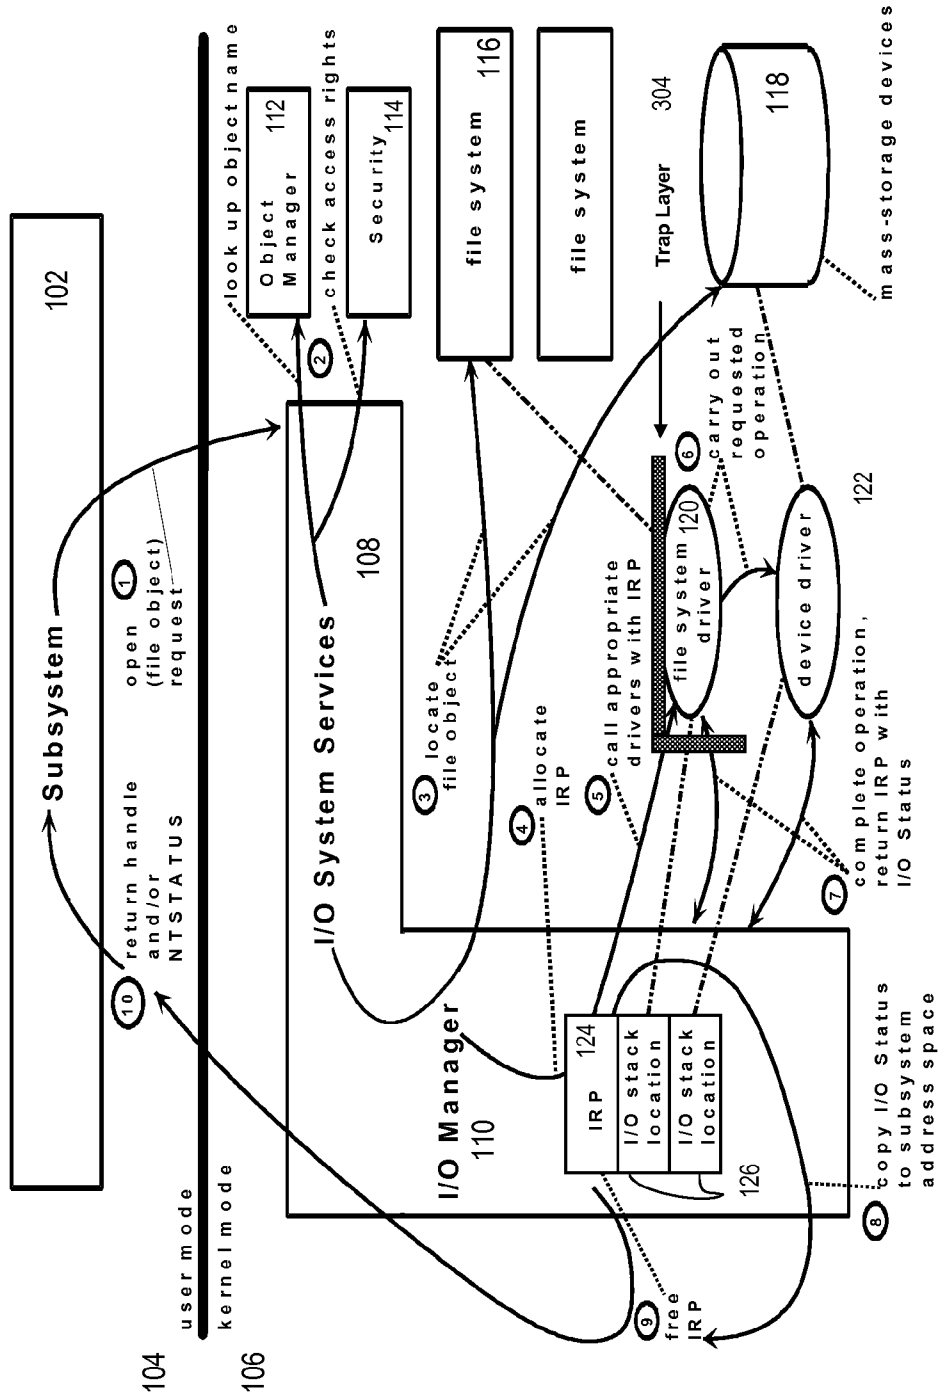 104
user mode
106
kernel mode
Subsystem
102
10
return handle
and/or
NTSTATUS
1
open
(file object)
request
look up object name
Object
Manager
112
2
check access rights
Security
114
I/O System Services
108
I/O Manager
110
3
locate
file object
file system
116
file system
4
allocate
IRP
5
call appropriate
drivers with IRP
Trap Layer
304
6
carry out
requested
operation
118
mass-storage devices
IRP
124
I/O stack
location
I/O stack
location
126
file system
driver
120
device driver
122
7
complete operation,
return IRP with
I/O Status
8
copy I/O Status
to subsystem
address space
9
free
IRP